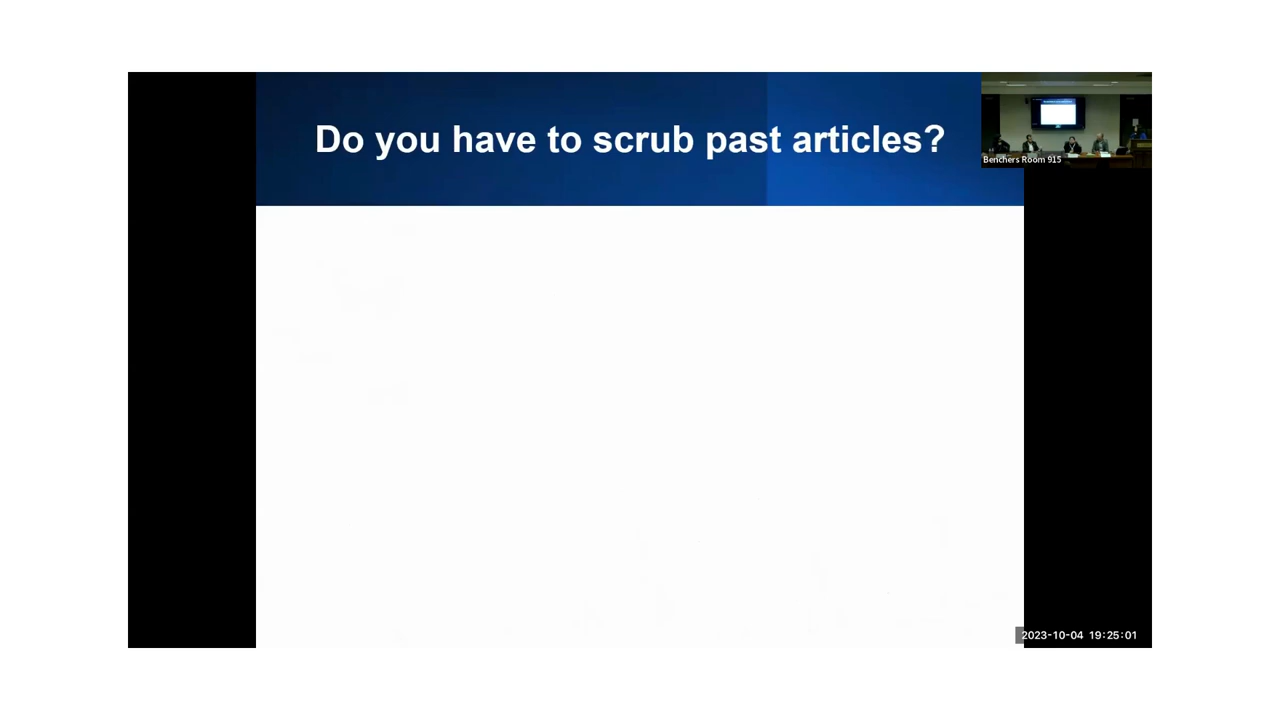 Do you have to scrub past articles?
Benchers Room 915
2023-10-04 19:25:01